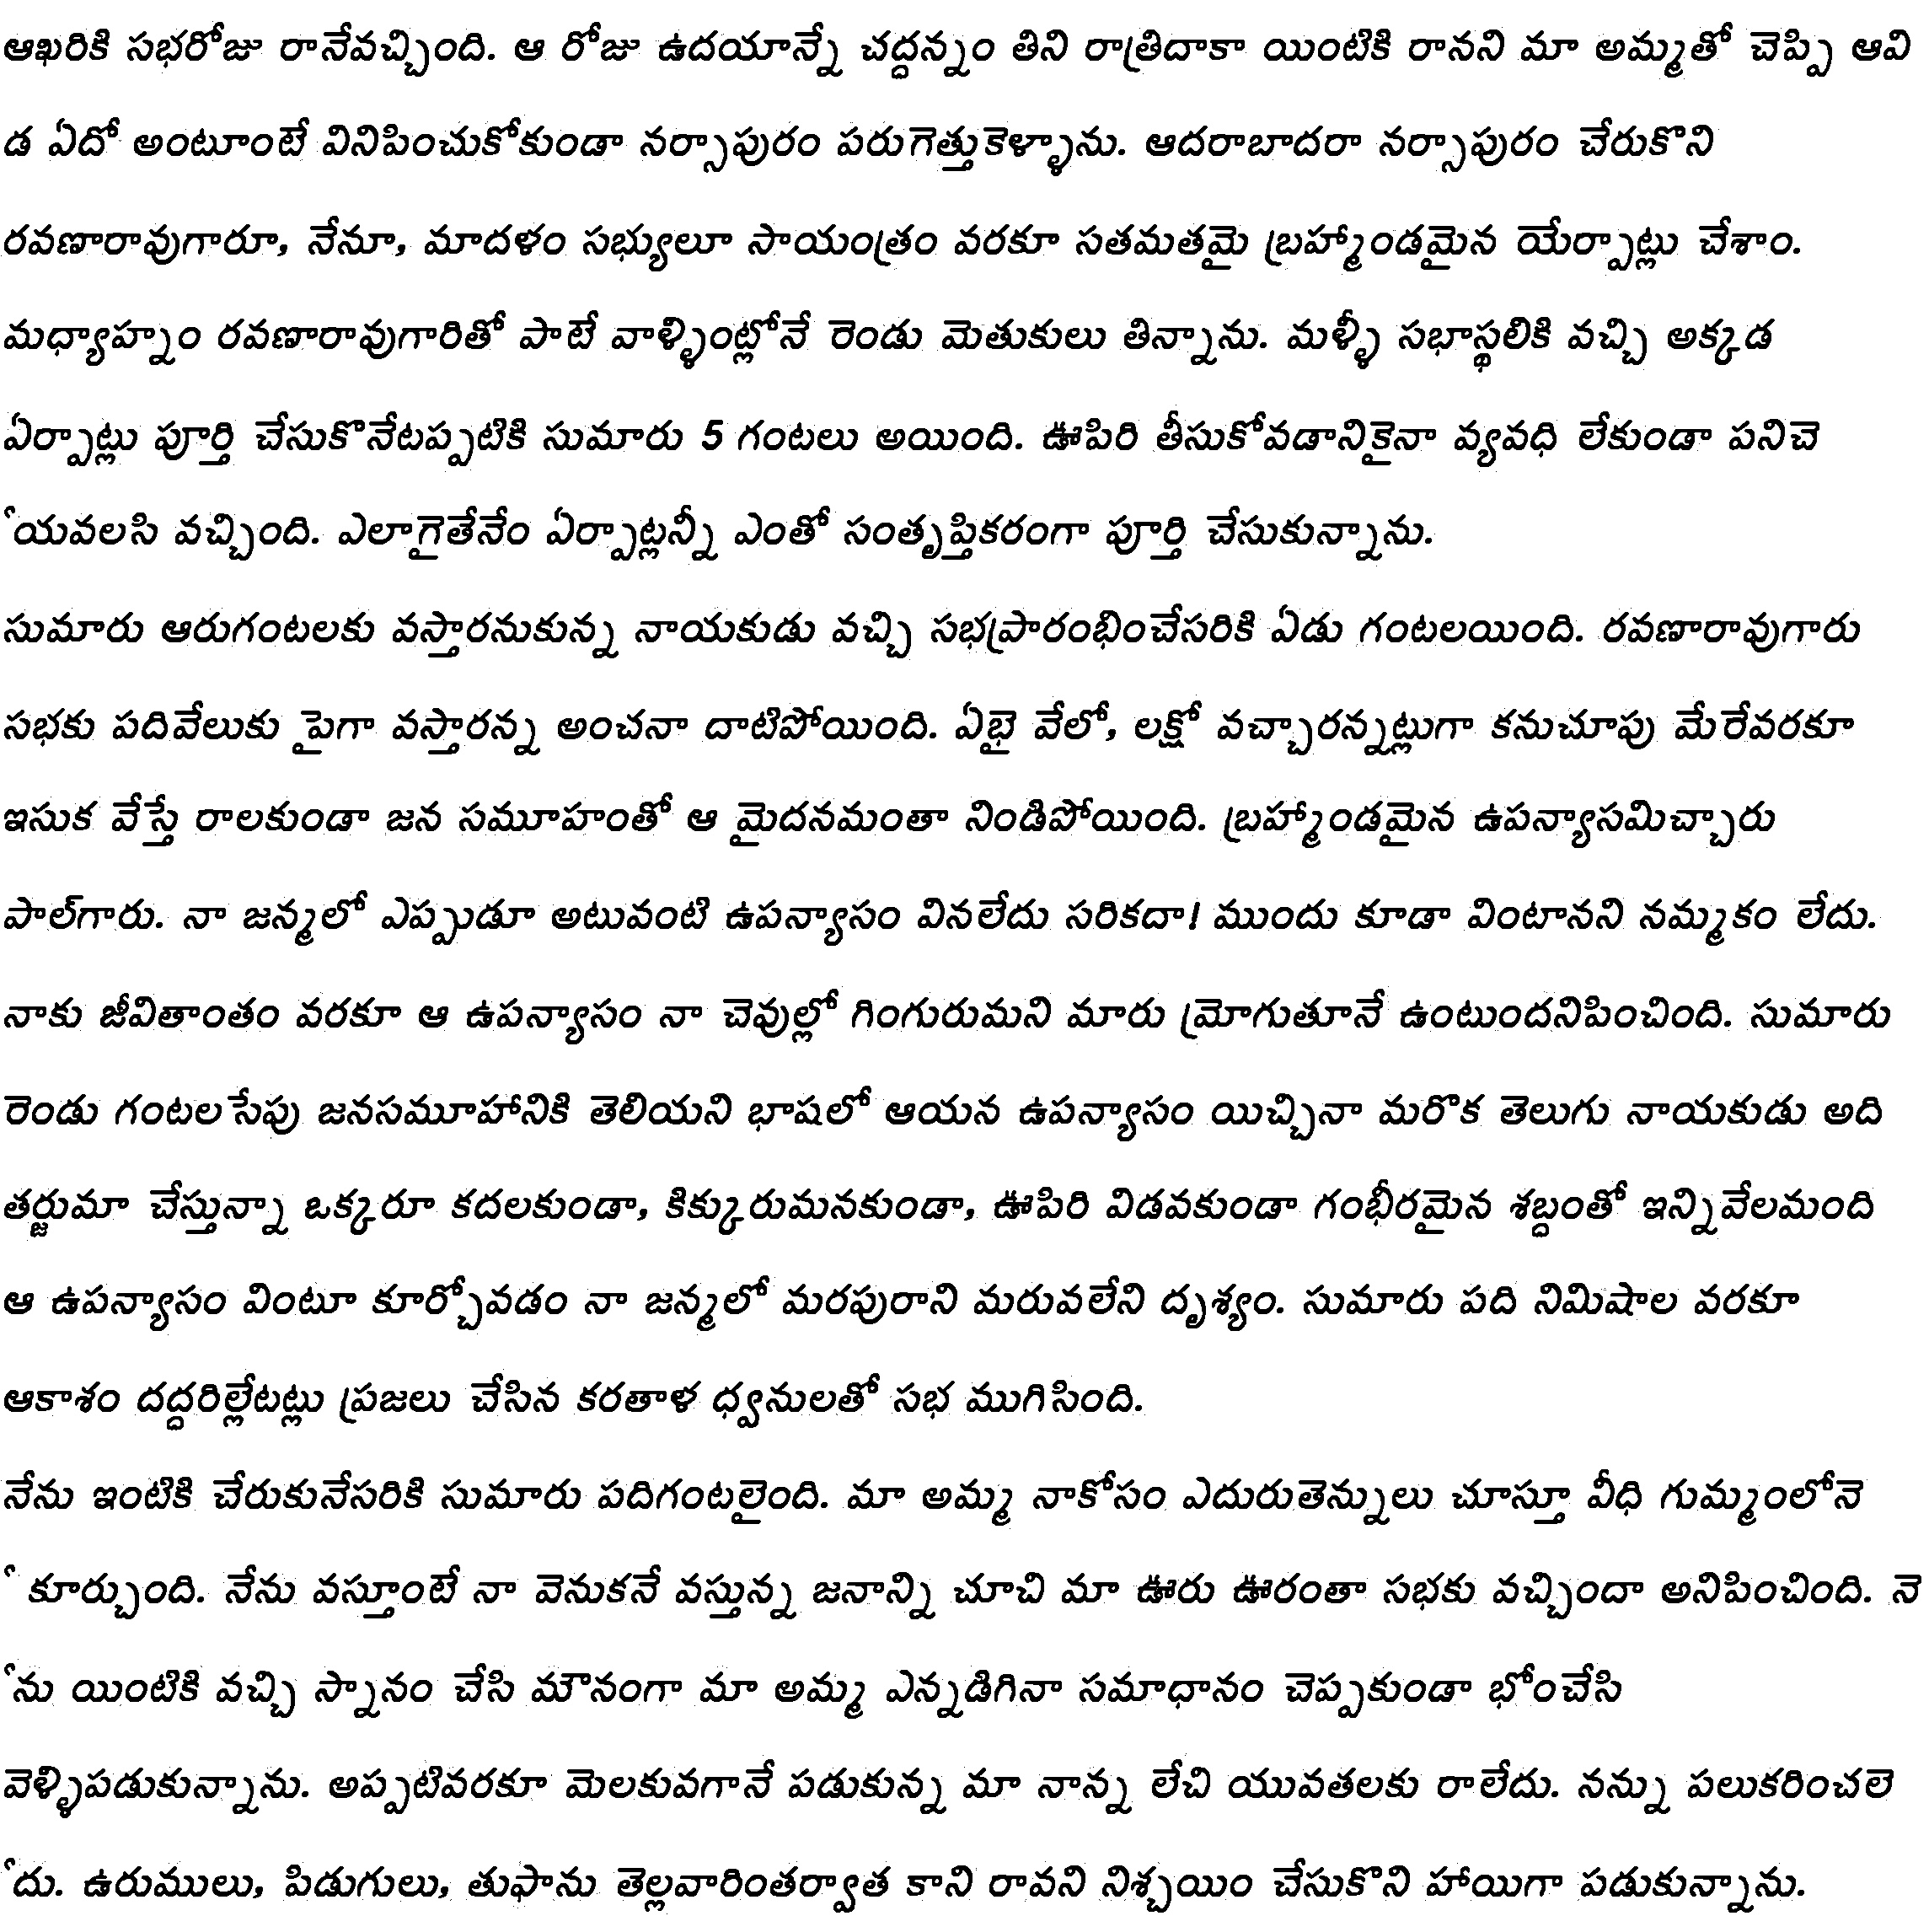 ఆఖరికి సభరోజు రానేవచ్చింది. ఆ రోజు ఉదయాన్నే చద్దన్నం తిని రాత్రిదాకా యింటికి రానని మా అమ్మతో చెప్పి ఆవి
డ ఏదో అంటూంటే వినిపించుకోకుండా నర్సాపురం పరుగెత్తుకెళ్ళాను. ఆదరాబాదరా నర్సాపురం చేరుకొని
రవణారావుగారూ, నేనూ, మాదళం సభ్యులూ సాయంత్రం వరకూ సతమతమై బ్రహ్మాండమైన యేర్పాట్లు చేశాం.
మధ్యాహ్నం రవణారావుగారితో పాటే వాళ్ళింట్లోనే రెండు మెతుకులు తిన్నాను. మళ్ళీ సభాస్థలికి వచ్చి అక్కడ
ఏర్పాట్లు పూర్తి చేసుకొనేటప్పటికి సుమారు 5 గంటలు అయింది. ఊపిరి తీసుకోవడానికైనా వ్యవధి లేకుండా పనిచె
ేయవలసి వచ్చింది. ఎలాగైతేనేం ఏర్పాట్లన్నీ ఎంతో సంతృప్తికరంగా పూర్తి చేసుకున్నాను.
సుమారు ఆరుగంటలకు వస్తారనుకున్న నాయకుడు వచ్చి సభప్రారంభించేసరికి ఏడు గంటలయింది. రవణారావుగారు
సభకు పదివేలుకు పైగా వస్తారన్న అంచనా దాటిపోయింది. ఏభై వేలో, లక్షో వచ్చారన్నట్లుగా కనుచూపు మేరేవరకూ
ఇసుక వేస్తే రాలకుండా జన సమూహంతో ఆ మైదనమంతా నిండిపోయింది. బ్రహ్మాండమైన ఉపన్యాసమిచ్చారు
పాల్‌గారు. నా జన్మలో ఎప్పుడూ అటువంటి ఉపన్యాసం వినలేదు సరికదా! ముందు కూడా వింటానని నమ్మకం లేదు.
నాకు జీవితాంతం వరకూ ఆ ఉపన్యాసం నా చెవుల్లో గింగురుమని మారు మ్రోగుతూనే ఉంటుందనిపించింది. సుమారు
రెండు గంటలసేపు జనసమూహానికి తెలియని భాషలో ఆయన ఉపన్యాసం యిచ్చినా మరొక తెలుగు నాయకుడు అది
తర్జుమా చేస్తున్నా ఒక్కరూ కదలకుండా, కిక్కురుమనకుండా, ఊపిరి విడవకుండా గంభీరమైన శబ్దంతో ఇన్నివేలమంది
ఆ ఉపన్యాసం వింటూ కూర్చోవడం నా జన్మలో మరపురాని మరువలేని దృశ్యం. సుమారు పది నిమిషాల వరకూ
ఆకాశం దద్దరిల్లేటట్లు ప్రజలు చేసిన కరతాళ ధ్వనులతో సభ ముగిసింది.
నేను ఇంటికి చేరుకునేసరికి సుమారు పదిగంటలైంది. మా అమ్మ నాకోసం ఎదురుతెన్నులు చూస్తూ వీధి గుమ్మంలోనె
ే కూర్చుంది. నేను వస్తూంటే నా వెనుకనే వస్తున్న జనాన్ని చూచి మా ఊరు ఊరంతా సభకు వచ్చిందా అనిపించింది. నె
ేను యింటికి వచ్చి స్నానం చేసి మౌనంగా మా అమ్మ ఎన్నడిగినా సమాధానం చెప్పకుండా భోంచేసి
వెళ్ళిపడుకున్నాను. అప్పటివరకూ మెలకువగానే పడుకున్న మా నాన్న లేచి యువతలకు రాలేదు. నన్ను పలుకరించలె
ేదు. ఉరుములు, పిడుగులు, తుఫాను తెల్లవారింతర్వాత కాని రావని నిశ్చయిం చేసుకొని హాయిగా పడుకున్నాను.